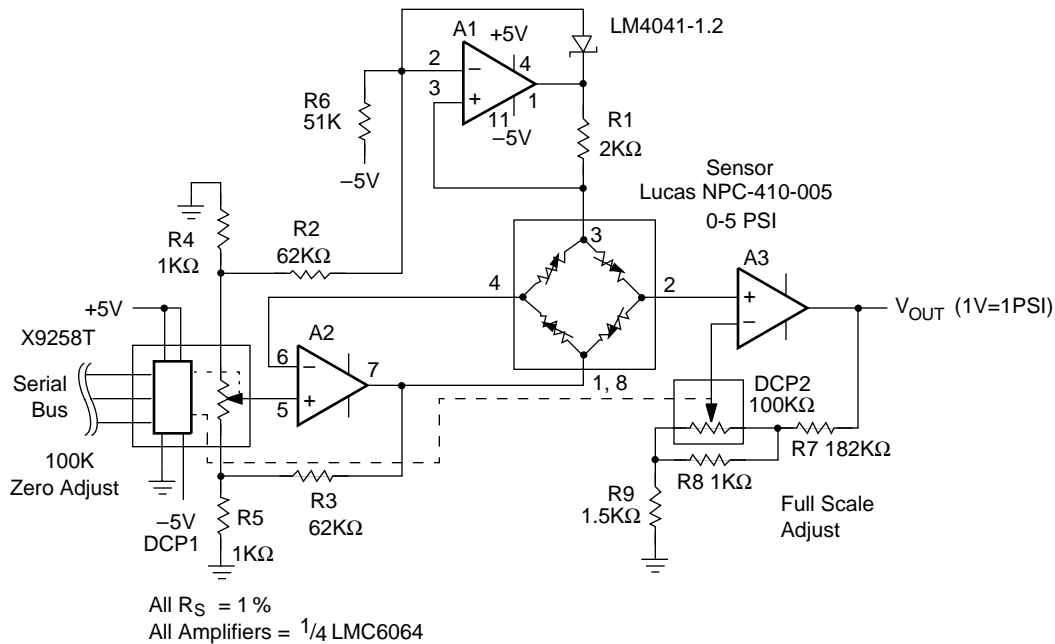 A1
+5V
LM4041-1.2
2
–
4
3
+
1
R6
51K
11
–5V
R1
2KΩ
–5V
Sensor
Lucas NPC-410-005
0-5 PSI
R4
1KΩ
R2
62KΩ
3
4
2
A3
+
–
VOUT (1V=1PSI)
+5V
X9258T
A2
6
–
7
5
+
1, 8
DCP2
100KΩ
Serial
Bus
R7 182KΩ
R8 1KΩ
100K
Zero Adjust
R3
62KΩ
R9
1.5KΩ
Full Scale
Adjust
–5V
DCP1
R5
1KΩ
All RS = 1%
All Amplifiers = 1/4 LMC6064